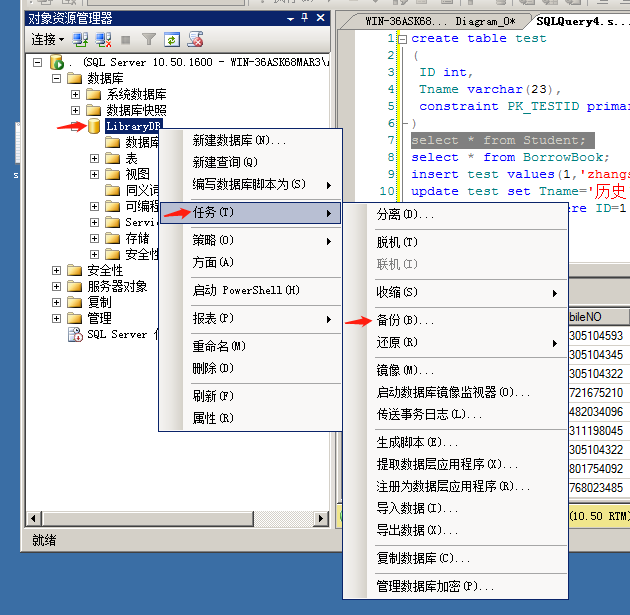 对象资源管理器
连接
. (SQL Server 10.50.1600 - WIN-36ASK68MAR3\
数据库
系统数据库
数据库快照
LibraryDB
数据库
表
视图
同义词
可编程
Servi
存储
安全性
安全性
服务器对象
复制
管理
SQL Server
就绪
新建数据库(N)...
新建查询(Q)
编写数据库脚本为(S)
任务(T)
策略(O)
方面(A)
启动 PowerShell(H)
报表(P)
重命名(M)
删除(D)
刷新(F)
属性(R)
分离(D)...
脱机(T)
联机(I)
收缩(S)
备份(B)...
还原(R)
镜像(M)...
启动数据库镜像监视器(O)...
传送事务日志(L)...
生成脚本(E)...
提取数据层应用程序(X)...
注册为数据层应用程序(R)...
导入数据(I)...
导出数据(X)...
复制数据库(C)...
管理数据库加密(P)...
WIN-36ASK68... Diagram_0* SQLQuery4.s...
1 create table test
2 (
3 ID int,
4 Tname varchar(23),
5 constraint PK_TESTID primar
6 )
7 select * from Student;
8 select * from BorrowBook;
9 insert test values(1,'zhangs
10 update test set Tname='历史
ere ID=1
bileNO
305104593
305104345
305104322
721675210
482034096
311198045
305104322
801754092
768023485
(10.50 RTM)